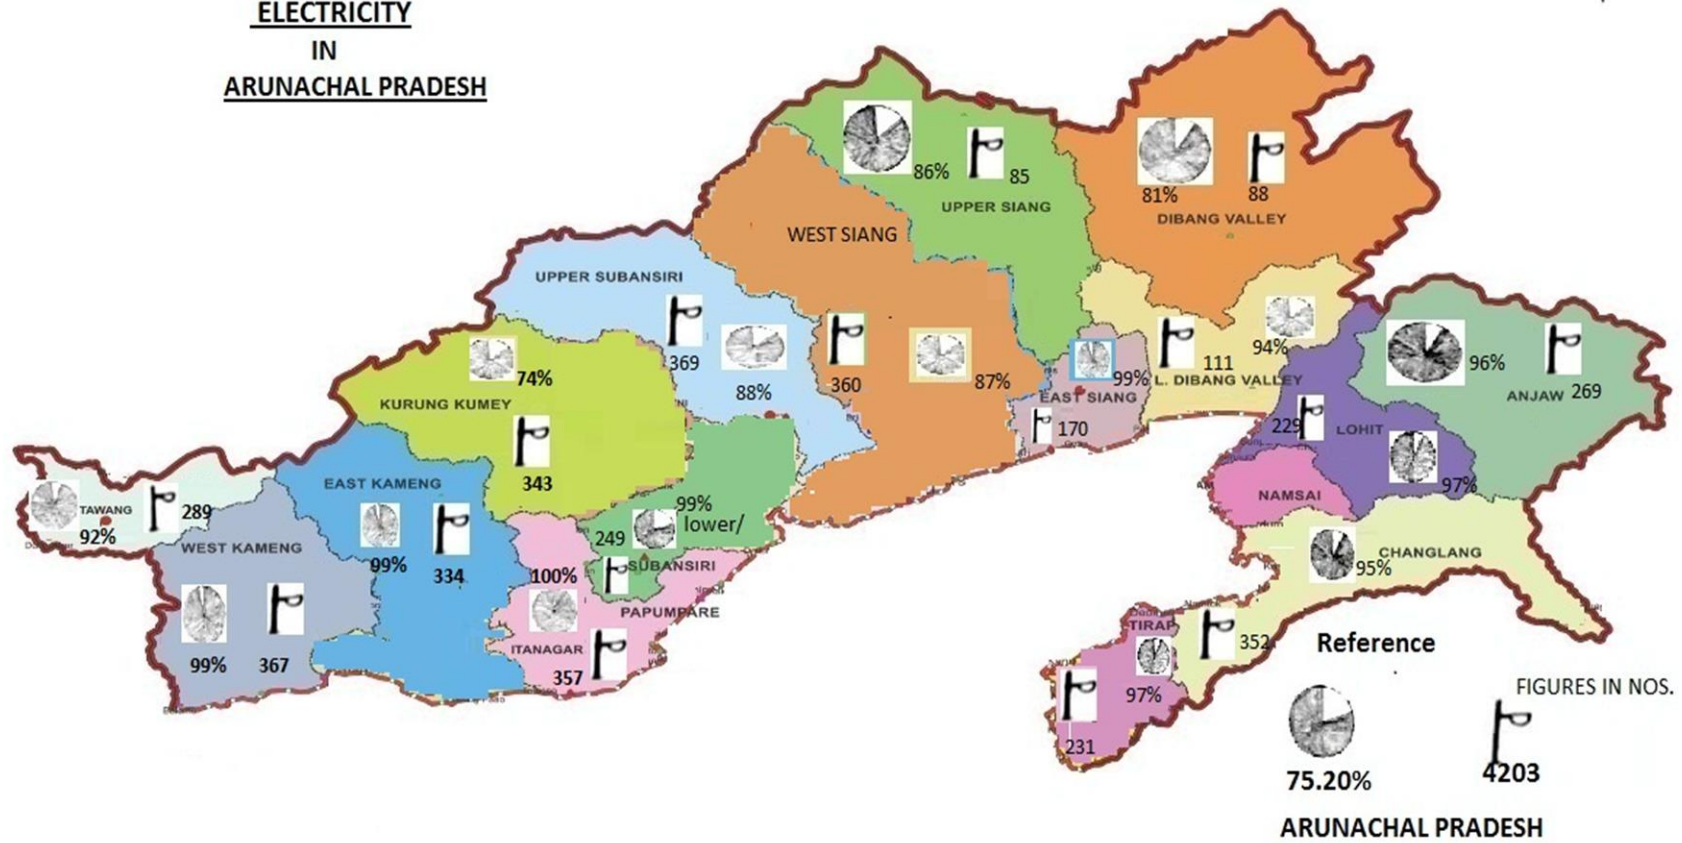 ELECTRICITY
IN
ARUNACHAL PRADESH
86%
85
UPPER SIANG
81%
88
DIBANG VALLEY
WEST SIANG
360
87%
UPPER SUBANSIRI
369
88%
74%
KURUNG KUMEY
343
99%
EAST SIANG
170
111
94%
L. DIBANG VALLEY
96%
ANJAW 269
229
LOHIT
97%
NAMSAI
TAWANG
92%
289
EAST KAMENG
99%
334
WEST KAMENG
99%
367
99%
249
lower/
SUBANSIRI
100%
PAPUMPARE
ITANAGAR
357
CHANGLANG
95%
352
TIRAP
97%
231
Reference
FIGURES IN NOS.
75.20%
4203
ARUNACHAL PRADESH